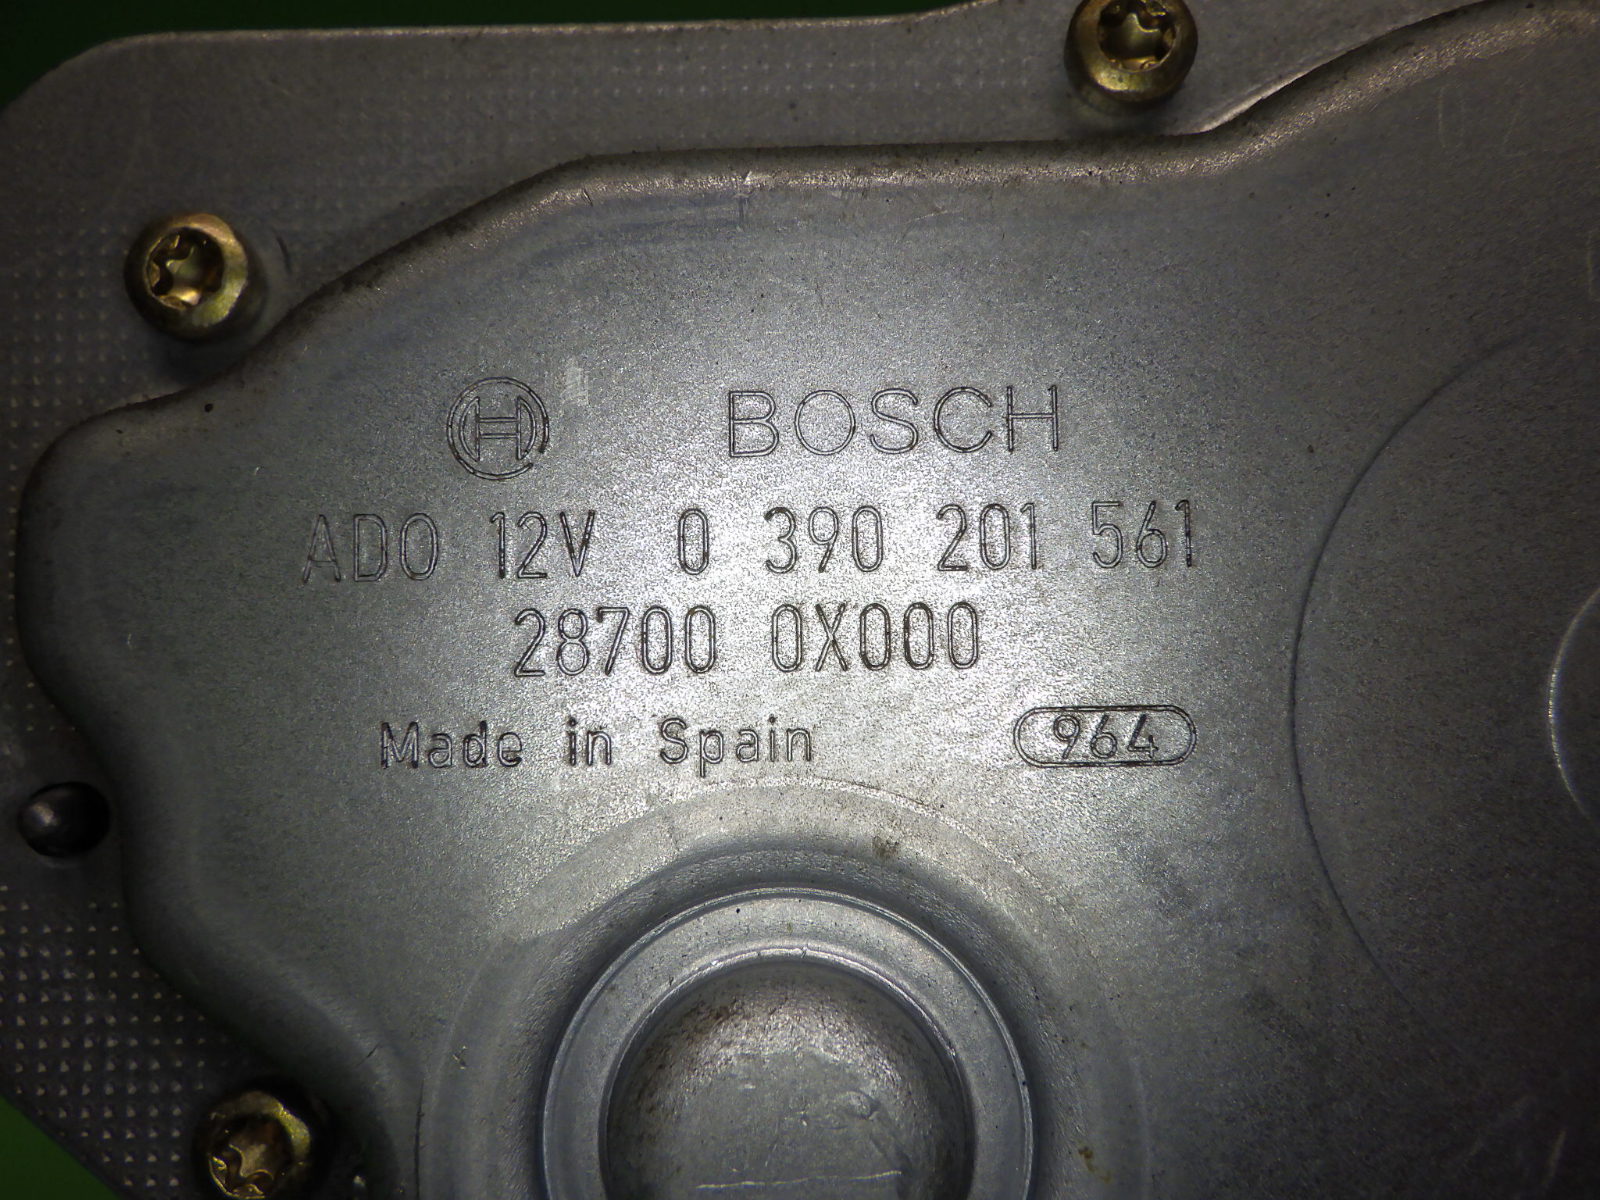 BOSCH
ADO 12V 0 390 201 561
28700 0X000
Made in Spain 964